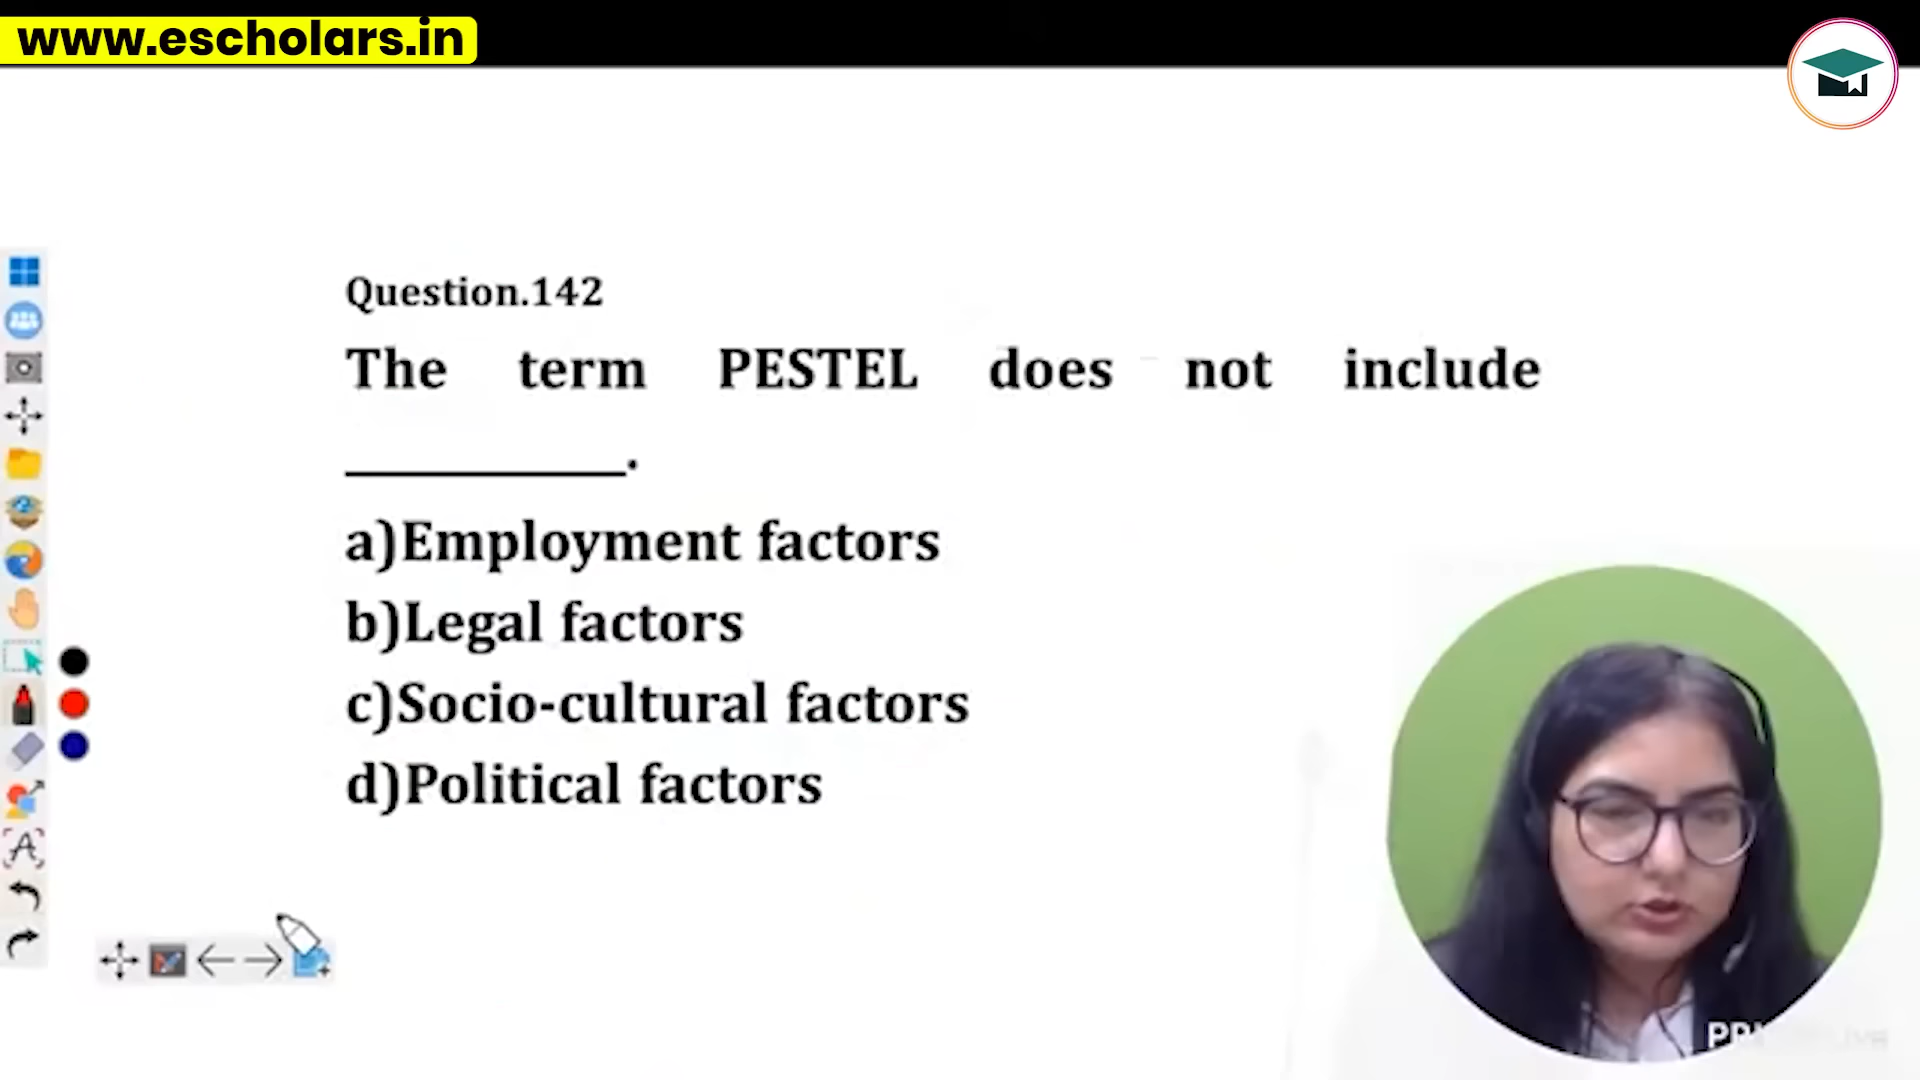 www.escholars.in
Question.142
The term PESTEL does not include
__________.
a)Employment factors
b)Legal factors
c)Socio-cultural factors
d)Political factors